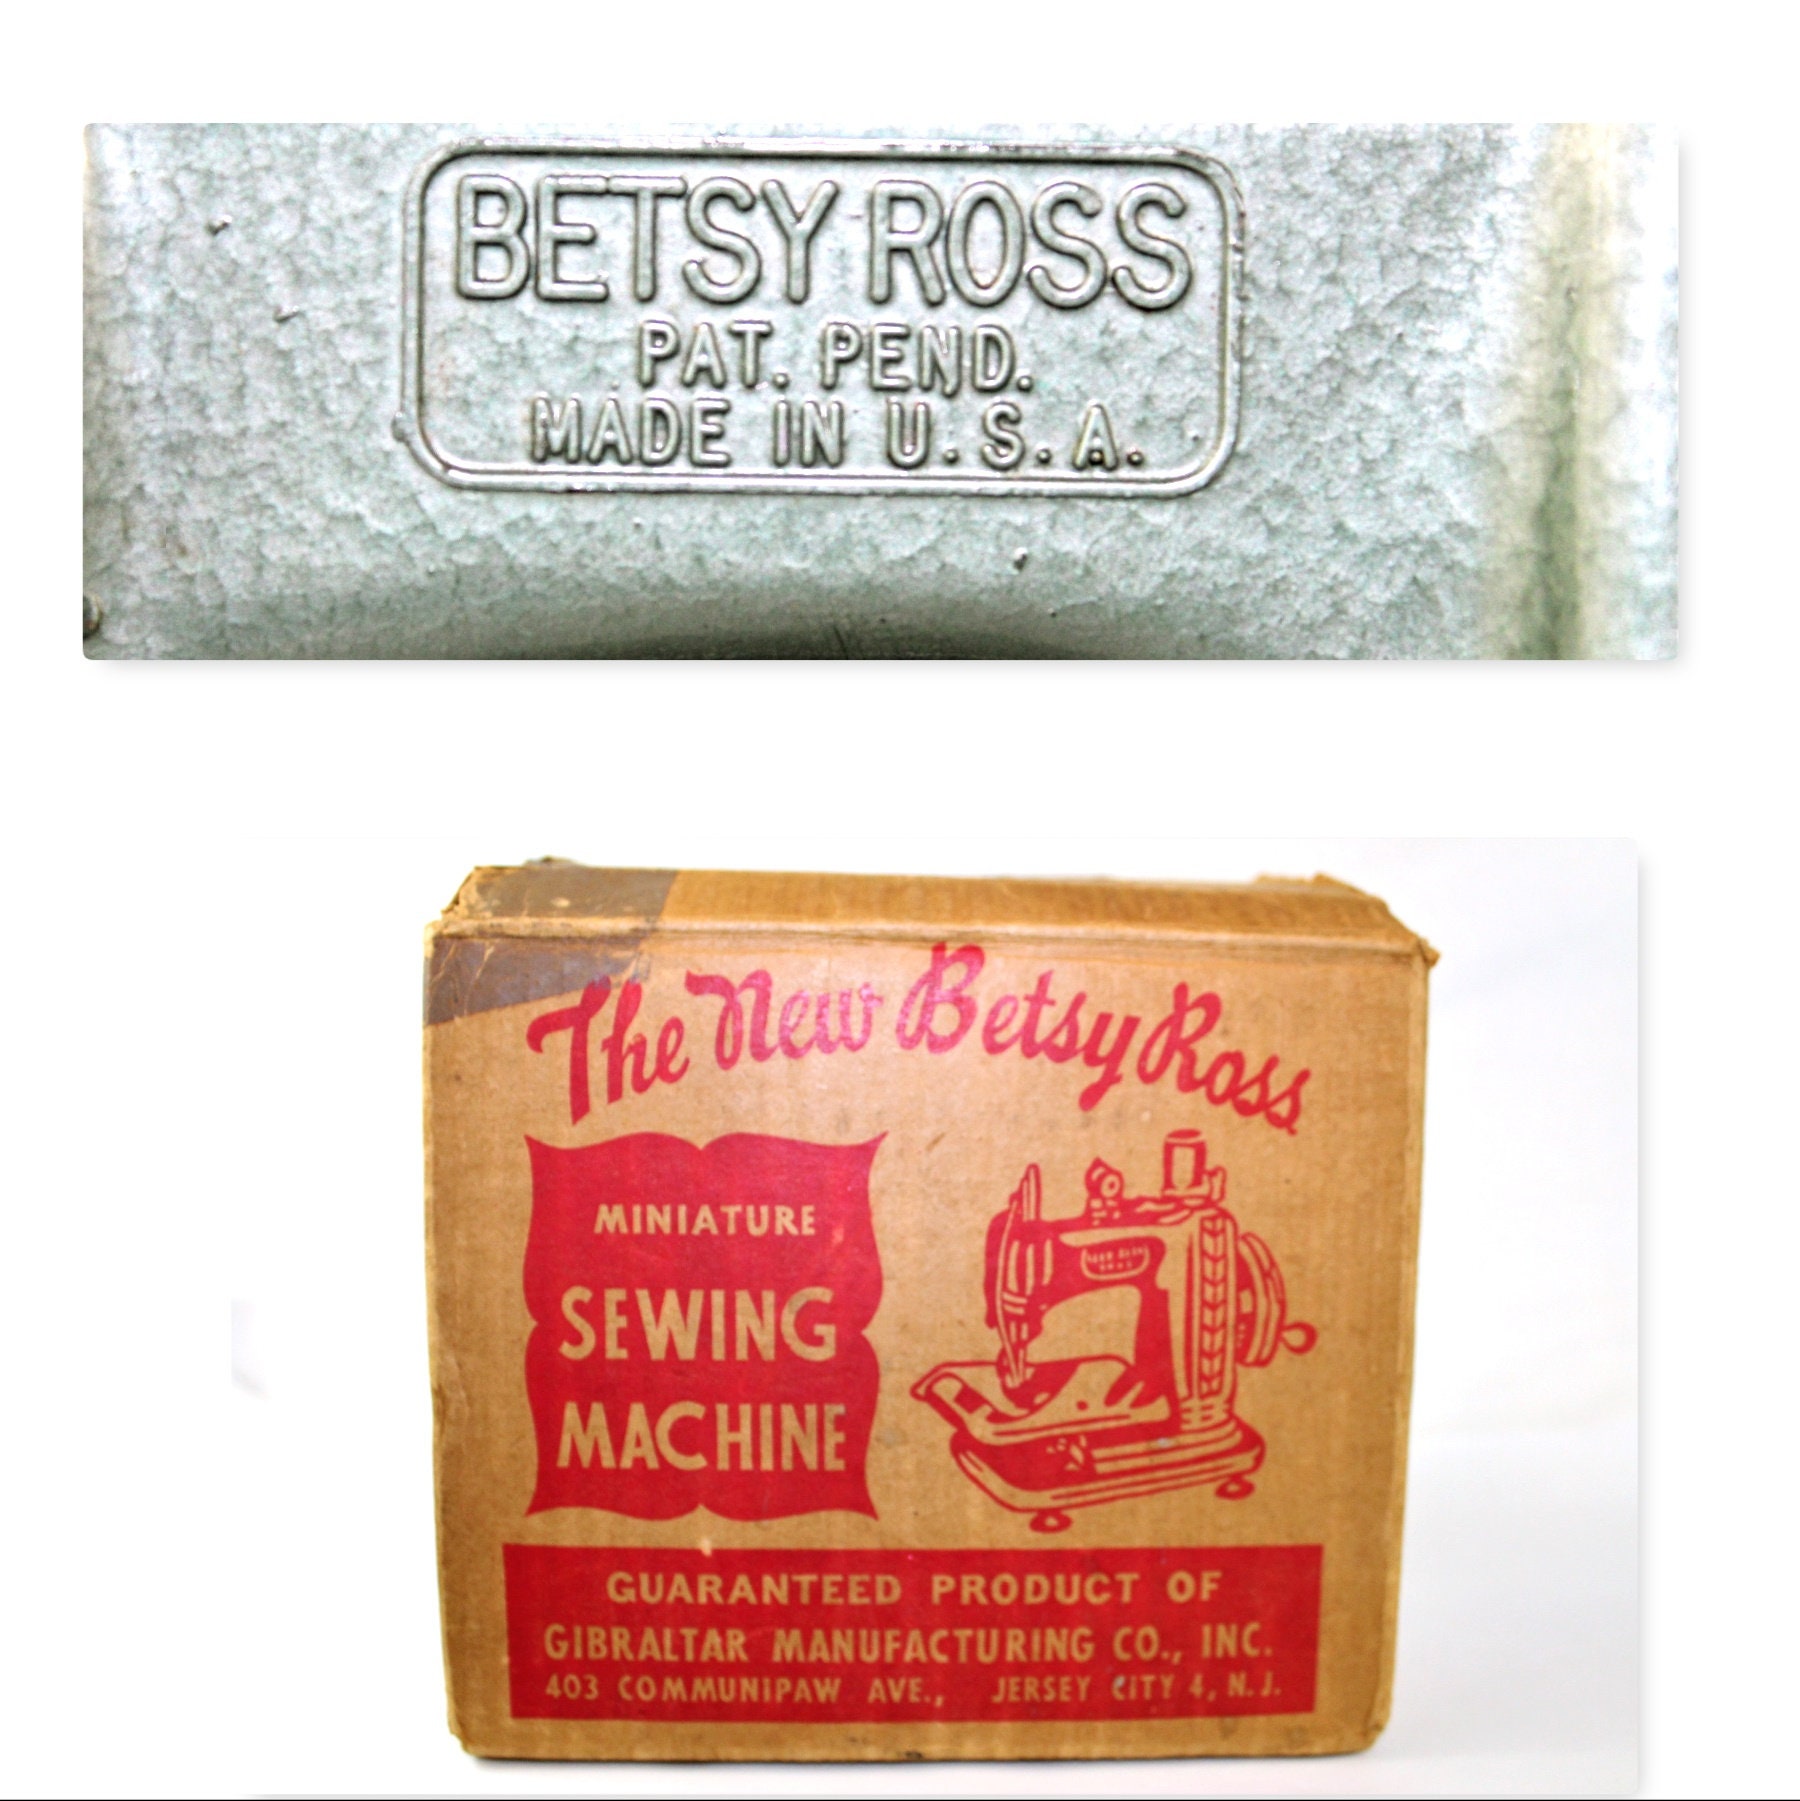 BETSY ROSS
PAT. PEND.
MADE IN U.S.A.
The New Betsy Ross
MINIATURE
SEWING
MACHINE
GUARANTEED PRODUCT OF
GIBRALTAR MANUFACTURING CO., INC.
403 COMMUNIPAW AVE., JERSEY CITY 4, N.J.